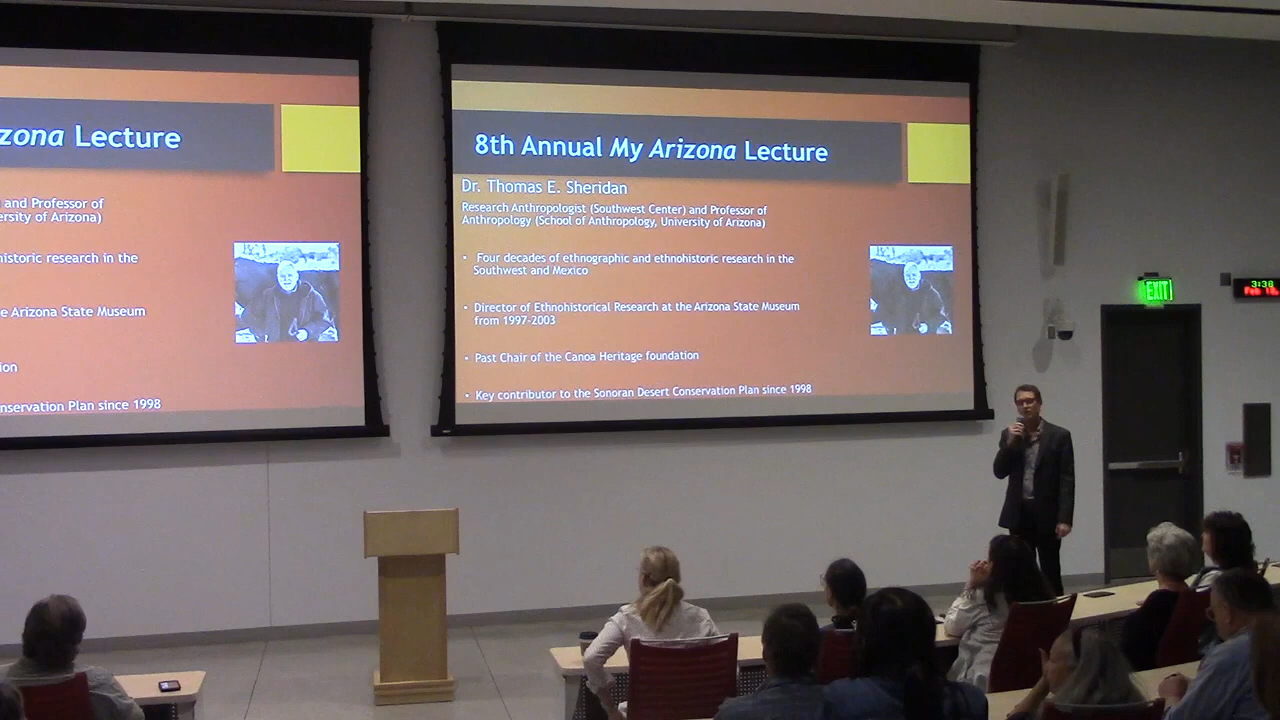 zona Lecture
and Professor of
ersity of Arizona)
historic research in the
e Arizona State Museum
ion
nservation Plan since 1998
8th Annual My Arizona Lecture
Dr. Thomas E. Sheridan
Research Anthropologist (Southwest Center) and Professor of
Anthropology (School of Anthropology, University of Arizona)
• Four decades of ethnographic and ethnohistoric research in the
Southwest and Mexico
• Director of Ethnohistorical Research at the Arizona State Museum
from 1997-2003
• Past Chair of the Canoa Heritage foundation
• Key contributor to the Sonoran Desert Conservation Plan since 1998
EXIT
3:38
Feb